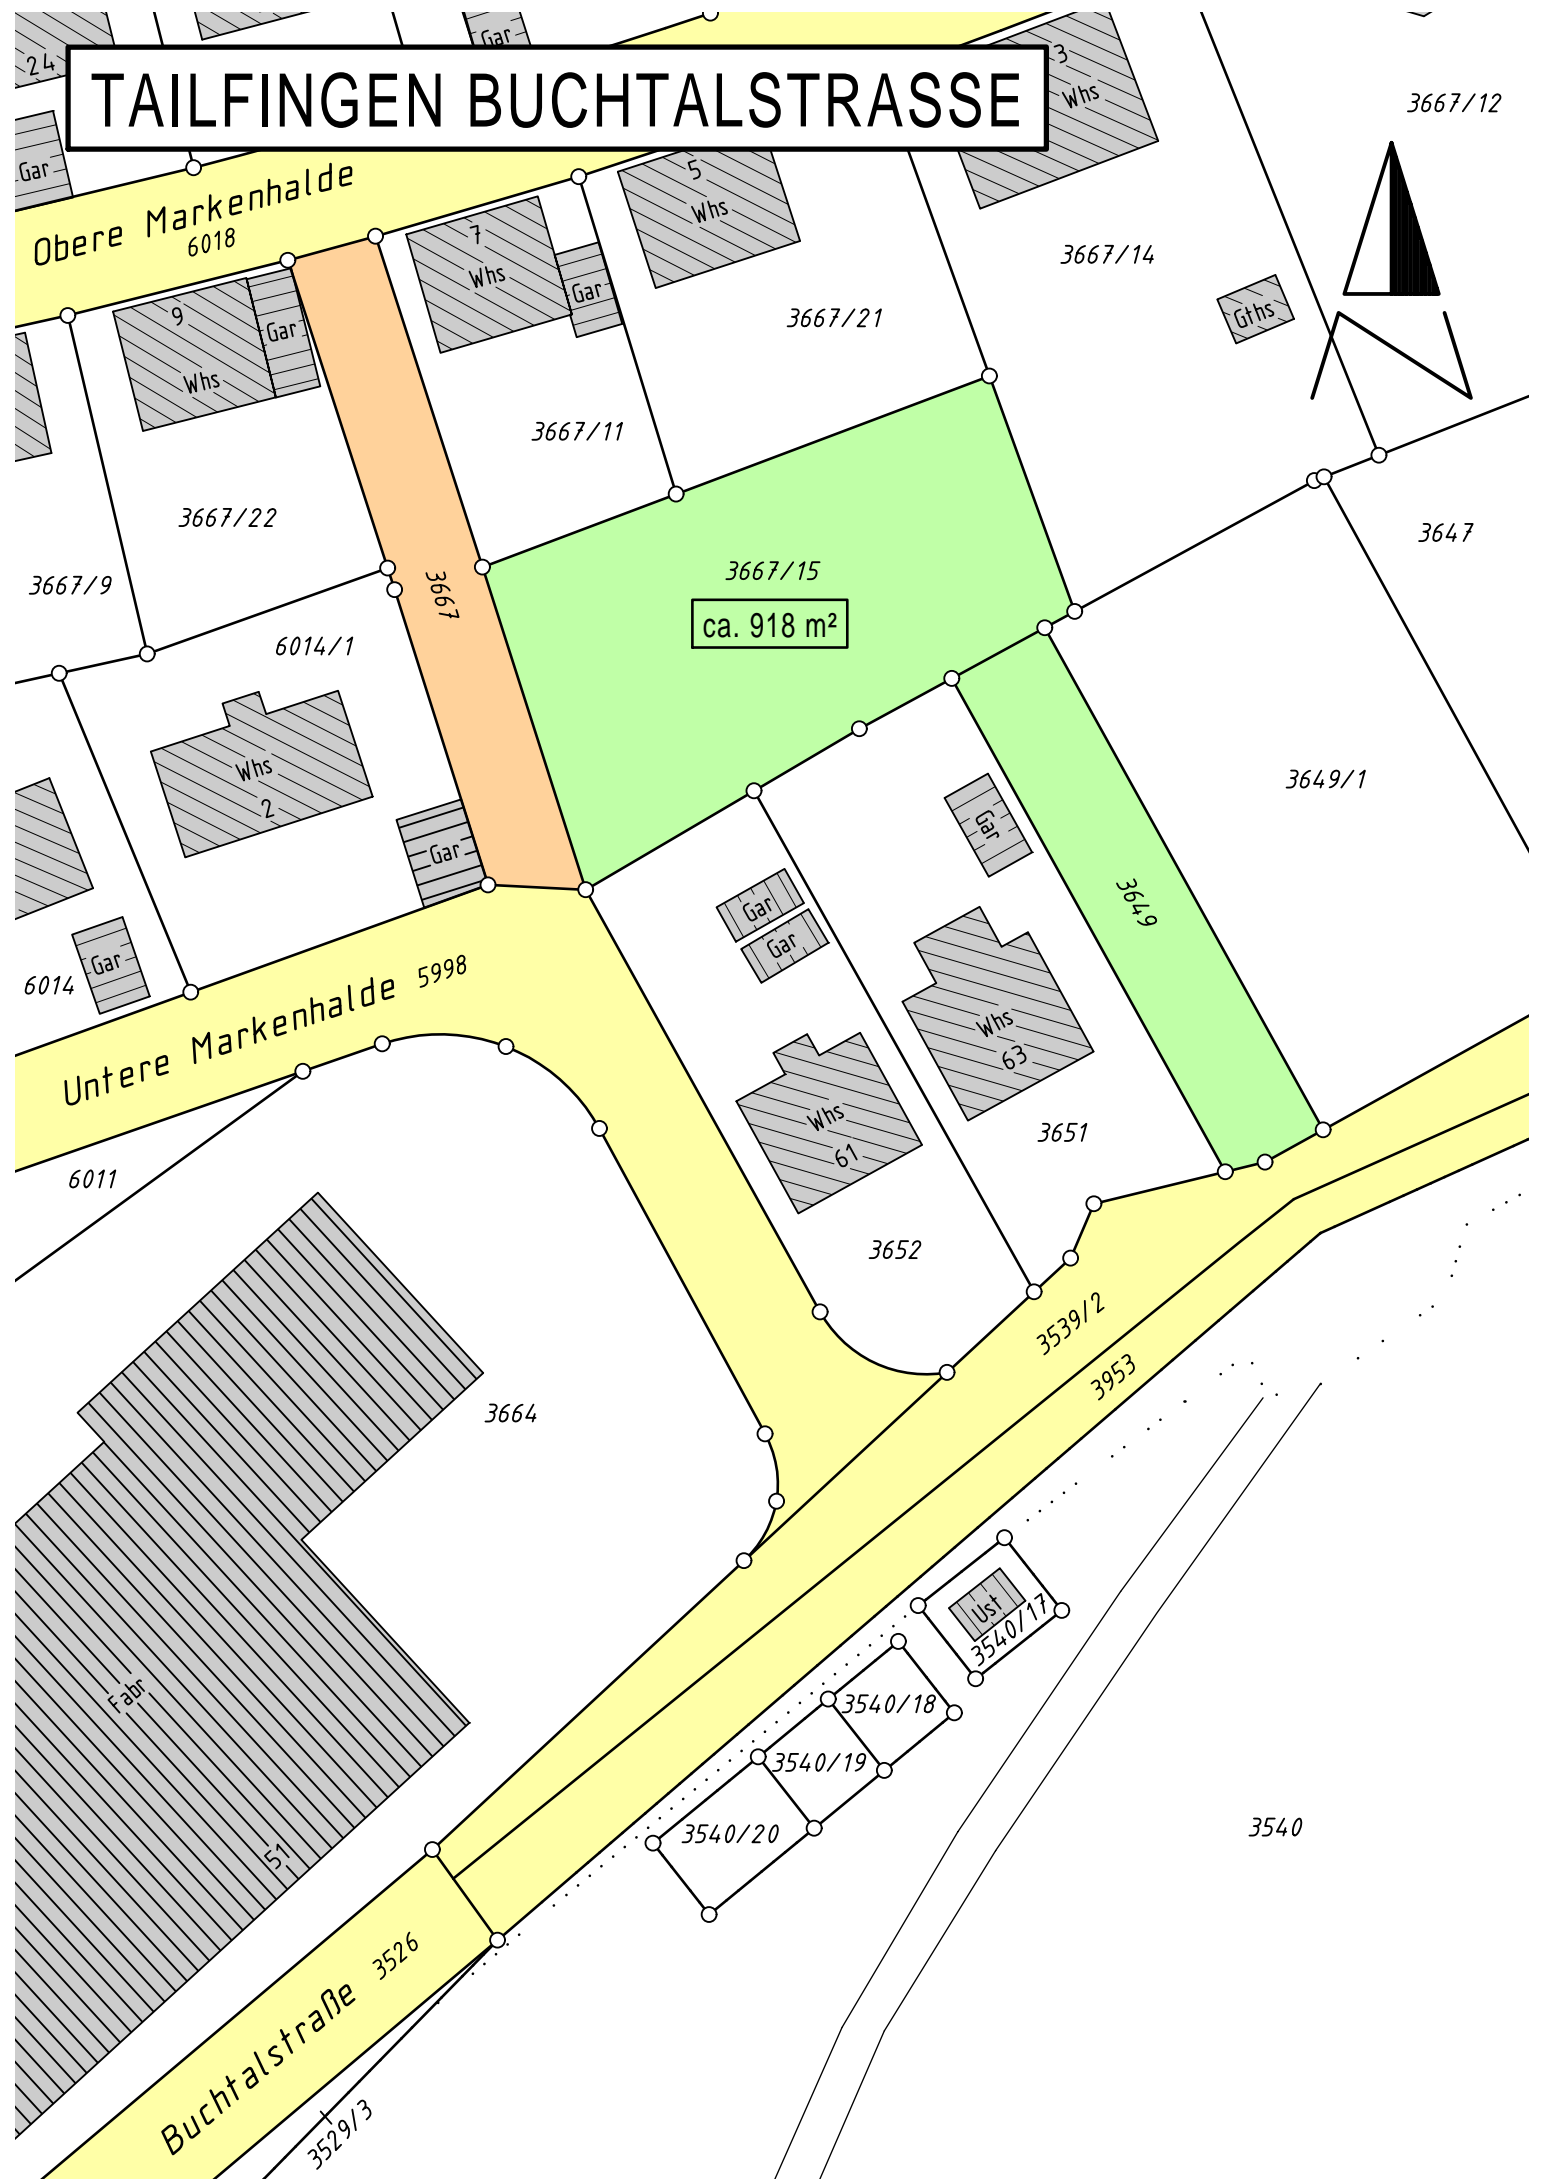 24
Gar
TAILFINGEN BUCHTALSTRASSE
3
Whs
3667/12
Gar
Obere Markenhalde
6018
5
Whs
7
Whs
Gar
3667/14
9
Gar
Whs
3667/21
Gths
3667/11
3667/22
3647
3667/9
3667
3667/15
ca. 918 m²
6014/1
Whs
2
Gar
3649/1
Gar
3649
Gar
Gar
6014
Gar
Untere Markenhalde 5998
Whs
63
Whs
61
3651
6011
3652
3539/2
3953
3664
Ust
3540/17
3540/18
3540/19
3540/20
Fabr
51
3540
Buchtalstraße 3526
3529/3
N